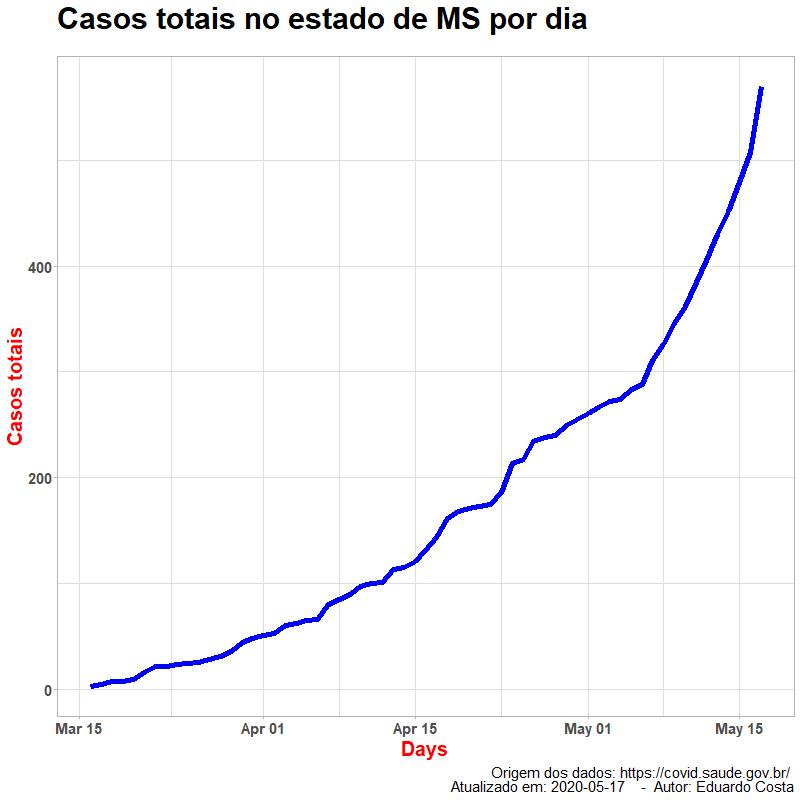 Casos totais no estado de MS por dia
Casos totais
400
200
0
Mar 15 Apr 01 Apr 15 May 01 May 15
Days
Origem dos dados: https://covid.saude.gov.br/
Atualizado em: 2020-05-17 - Autor: Eduardo Costa